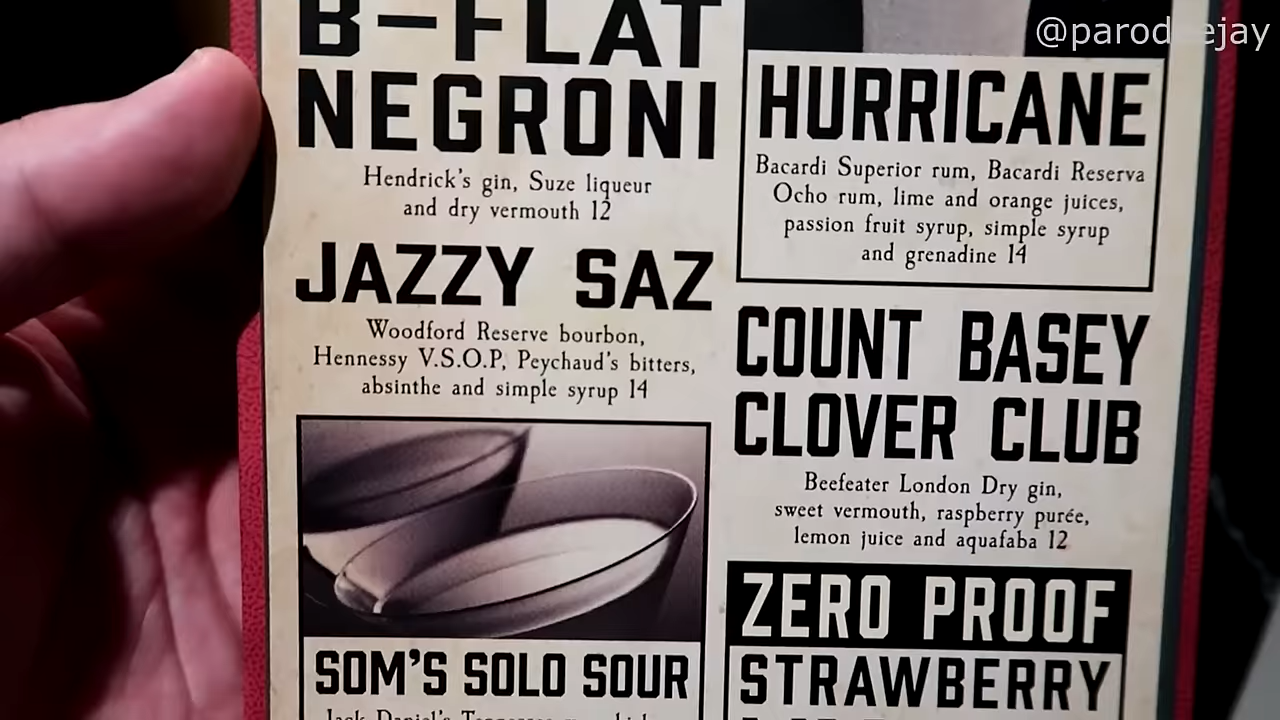 B-FLAT
NEGRONI
Hendrick's gin, Suze liqueur
and dry vermouth 12
JAZZY SAZ
Woodford Reserve bourbon,
Hennessy V.S.O.P, Peychaud's bitters,
absinthe and simple syrup 14
SOM'S SOLO SOUR
Jack Daniel's Tennessee
HURRICANE
Bacardi Superior rum, Bacardi Reserva
Ocho rum, lime and orange juices,
passion fruit syrup, simple syrup
and grenadine 14
COUNT BASEY
CLOVER CLUB
Beefeater London Dry gin,
sweet vermouth, raspberry purée,
lemon juice and aquafaba 12
ZERO PROOF
STRAWBERRY
@parodeejay